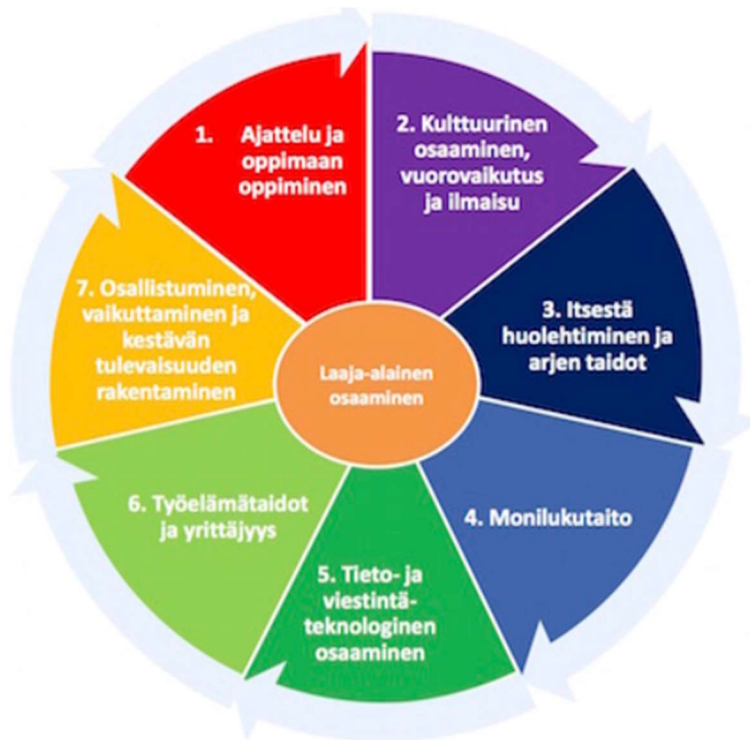 1. Ajattelu ja
oppimaan
oppiminen
2. Kulttuurinen
osaaminen,
vuorovaikutus
ja ilmaisu
3. Itsestä
huolehtiminen ja
arjen taidot
4. Monilukutaito
5. Tieto- ja
viestintä-
teknologinen
osaaminen
6. Työelämätaidot
ja yrittäjyys
7. Osallistuminen,
vaikuttaminen ja
kestävän
tulevaisuuden
rakentaminen
Laaja-alainen
osaaminen